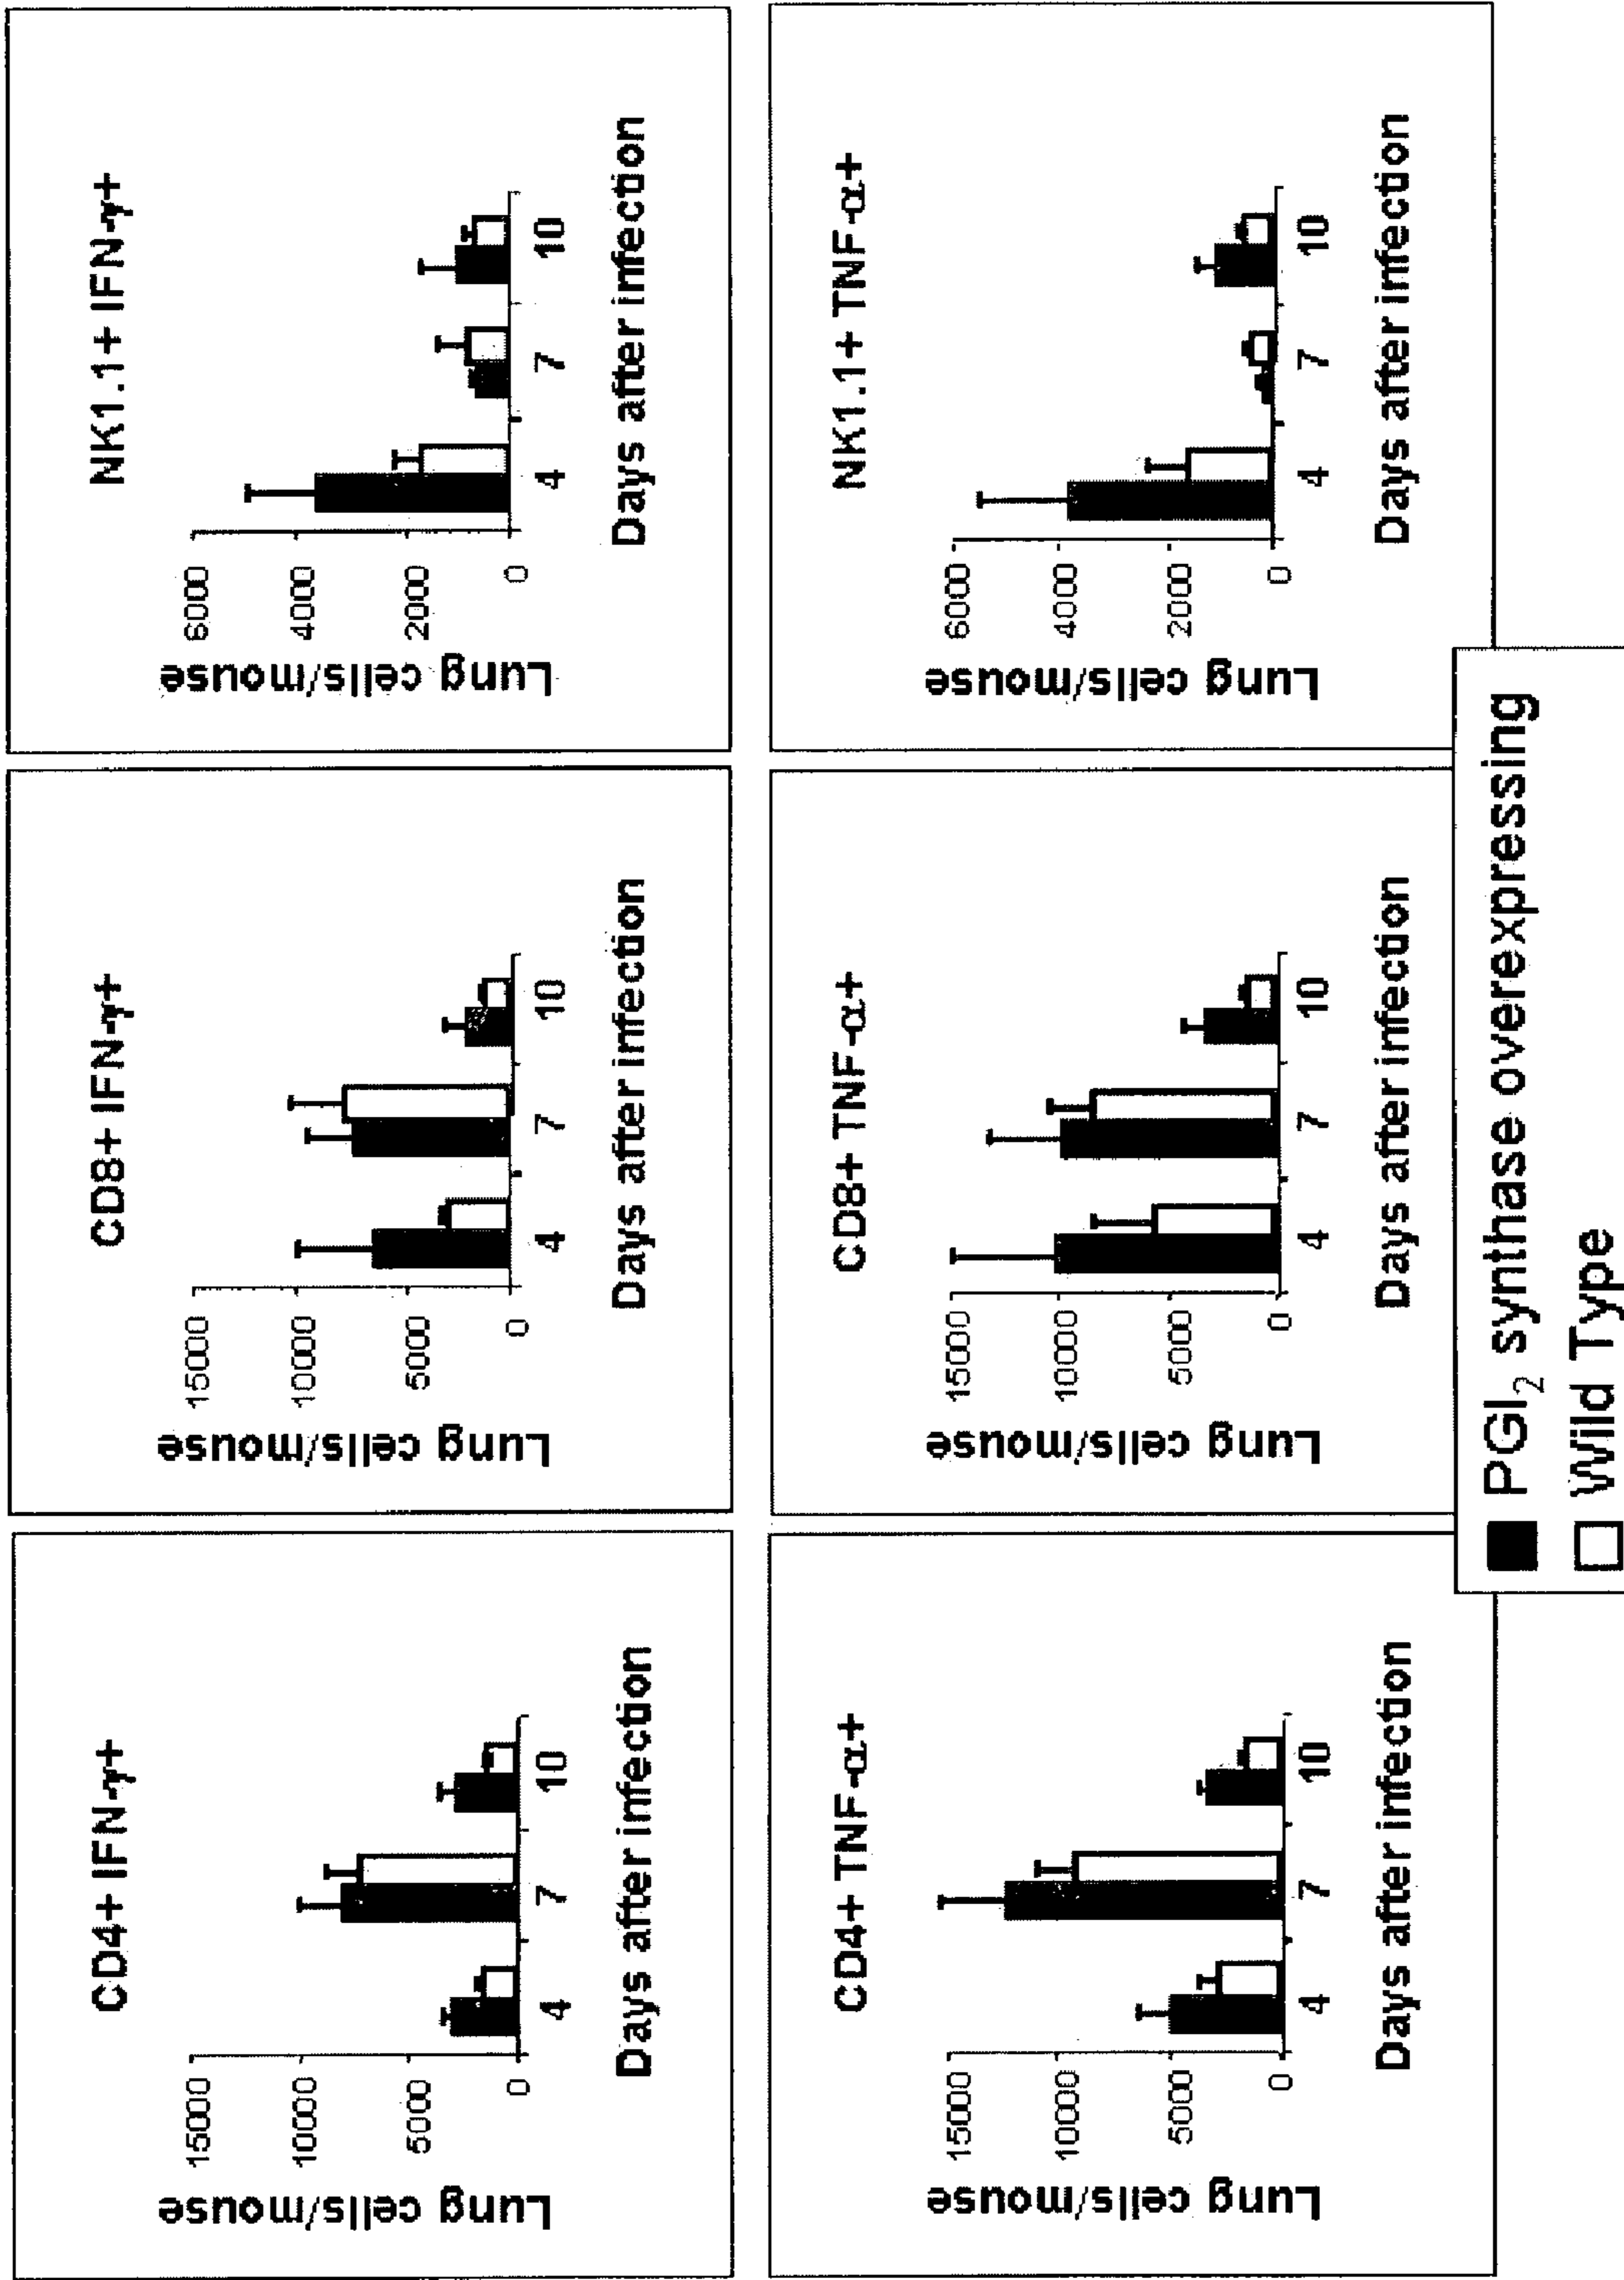 CD4+ IFN-γ+
Lung cells/mouse
15000
10000
5000
0
4 7 10
Days after infection
CD8+ IFN-γ+
Lung cells/mouse
15000
10000
5000
0
4 7 10
Days after infection
NK1.1+ IFN-γ+
Lung cells/mouse
6000
4000
2000
0
4 7 10
Days after infection
CD4+ TNF-α+
Lung cells/mouse
15000
10000
5000
0
4 7 10
Days after infection
CD8+ TNF-α+
Lung cells/mouse
15000
10000
5000
0
4 7 10
Days after infection
NK1.1+ TNF-α+
Lung cells/mouse
6000
4000
2000
0
4 7 10
Days after infection
PGI₂ synthase overexpressing
Wild Type